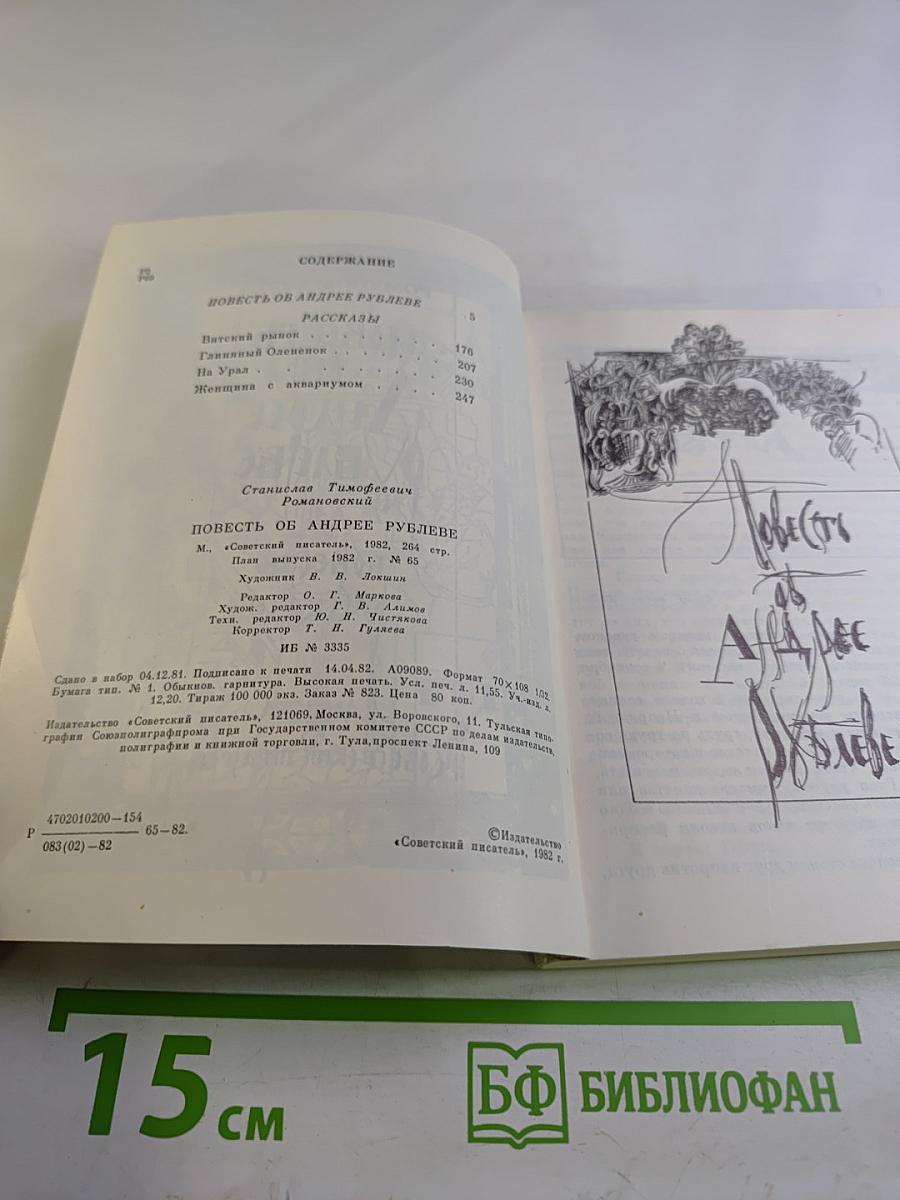 Р2
Р69
СОДЕРЖАНИЕ
ПОВЕСТЬ ОБ АНДРЕЕ РУБЛЕВЕ 5
РАССКАЗЫ
Вятский рынок . . . . . . . . 176
Глиняный Олененок . . . . . . . 207
На Урал . . . . . . . . 230
Женщина с аквариумом . . . . . 247
Станислав Тимофеевич
Романовский
ПОВЕСТЬ ОБ АНДРЕЕ РУБЛЕВЕ
М., «Советский писатель», 1982, 264 стр.
План выпуска 1982 г. № 65
Художник В. В. Локшин
Редактор О. Г. Маркова
Худож. редактор Г. В. Алимов
Техн. редактор Ю. Н. Чистякова
Корректор Т. Н. Гуляева
ИБ № 3335
Сдано в набор 04.12.81. Подписано к печати 14.04.82. А09089. Формат 70×108 1/32
Бумага тип. № 1. Обыкнов. гарнитура. Высокая печать. Усл. печ. л. 11,55. Уч.-изд. л.
12,20. Тираж 100 000 экз. Заказ № 823. Цена 80 коп.
Издательство «Советский писатель», 121069, Москва, ул. Воровского, 11. Тульская типо-
графия Союзполиграфпрома при Государственном комитете СССР по делам издательств,
полиграфии и книжной торговли, г. Тула, проспект Ленина, 109
Р 4702010200—154
083(02)—82 65—82.
©Издательство
«Советский писатель», 1982 г.
Повесть
об
Андрее
Рублеве
15 см
БФ БИБЛИОФАН